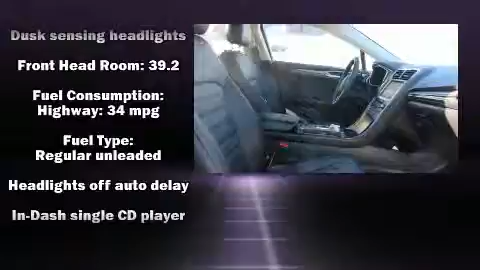 Dusk sensing headlights
Front Head Room: 39.2
Fuel Consumption:
Highway: 34 mpg
Fuel Type:
Regular unleaded
Headlights off auto delay
In-Dash single CD player